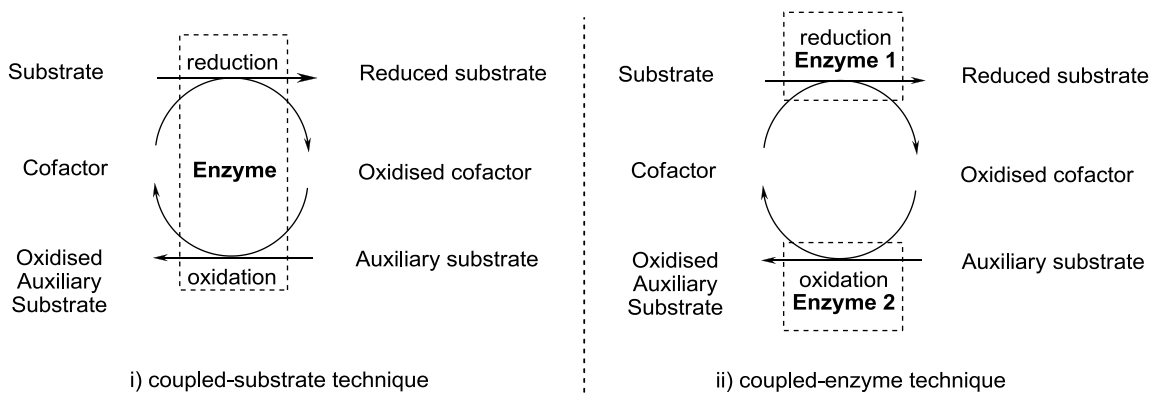 reduction
Substrate
Reduced substrate
Cofactor
Enzyme
Oxidised cofactor
Oxidised
Auxiliary
Substrate
Auxiliary substrate
oxidation
i) coupled-substrate technique
reduction
Enzyme 1
Substrate
Reduced substrate
Cofactor
Oxidised cofactor
Oxidised
Auxiliary
Substrate
Auxiliary substrate
oxidation
Enzyme 2
ii) coupled-enzyme technique